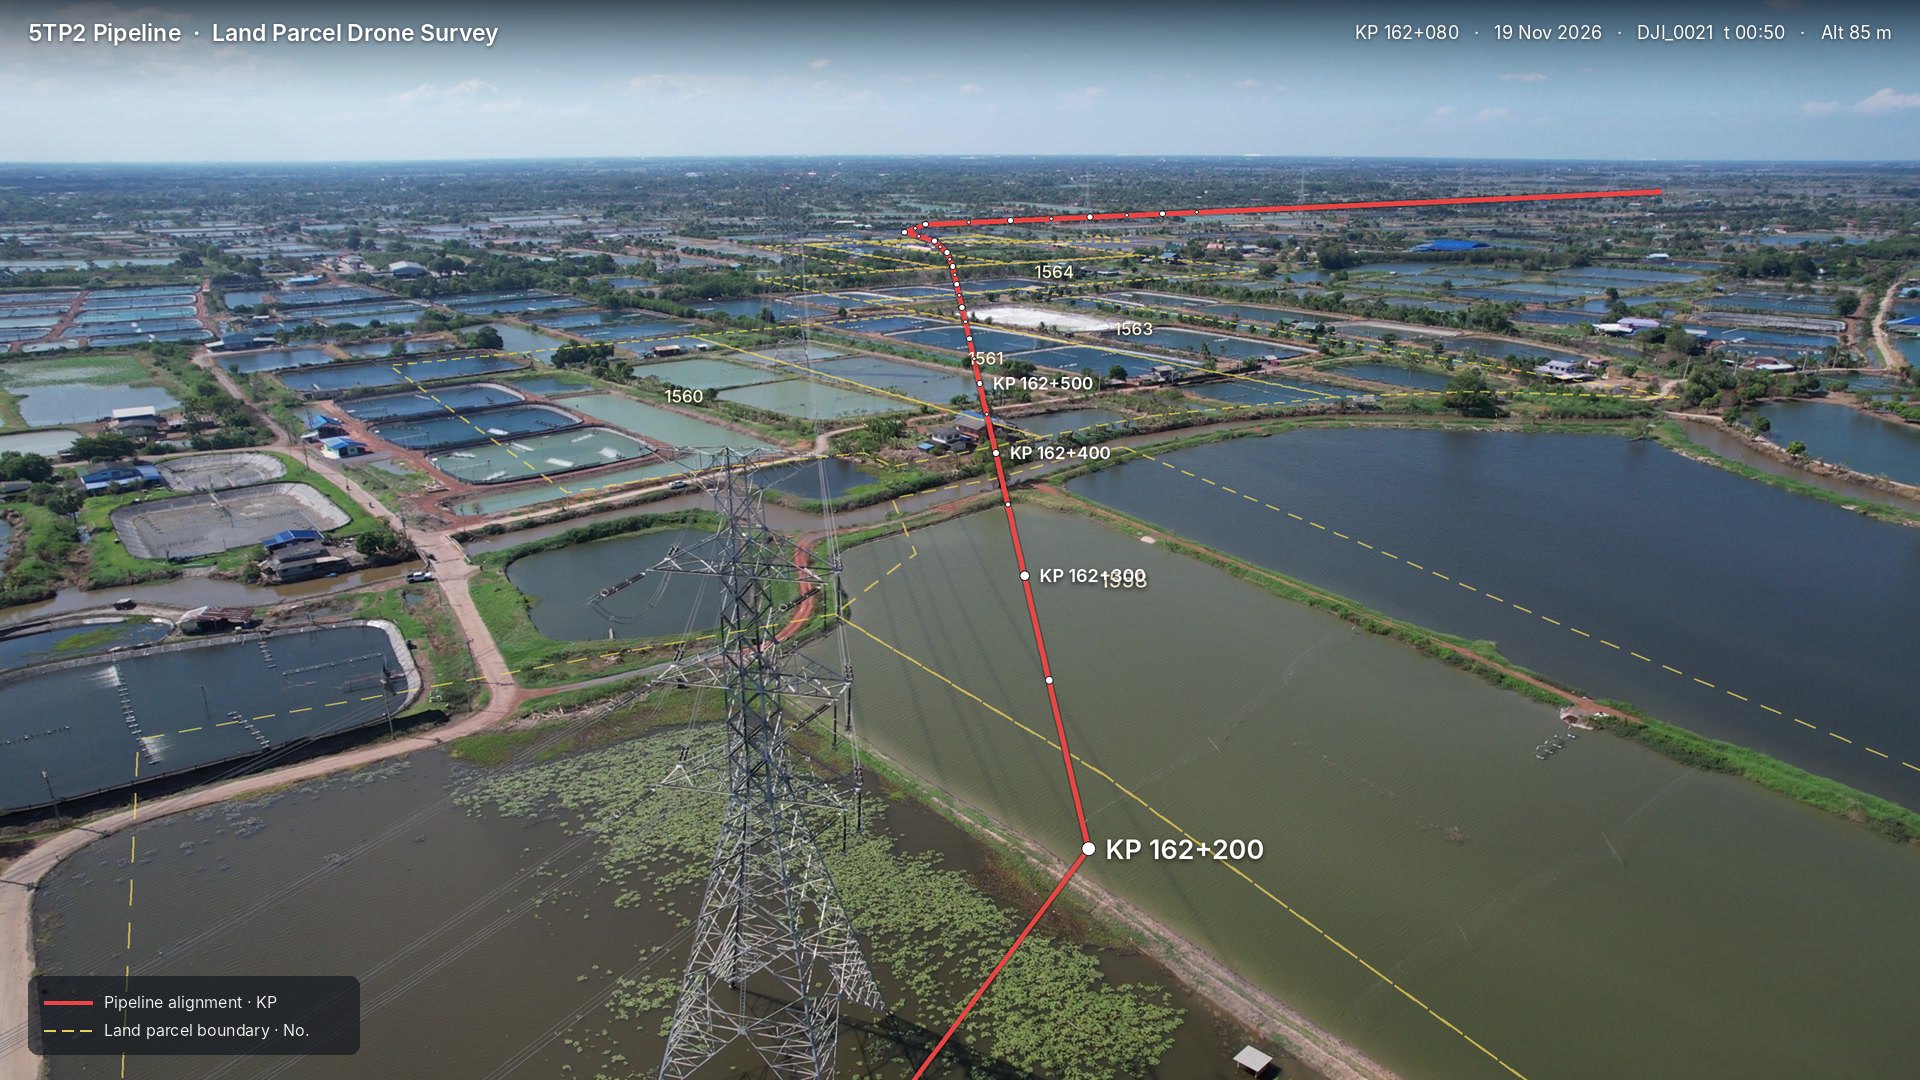 5TP2 Pipeline · Land Parcel Drone Survey
KP 162+080 · 19 Nov 2026 · DJI_0021 t 00:50 · Alt 85 m
1564
1563
1561
KP 162+500
1560
KP 162+400
KP 162+300
KP 162+200
Pipeline alignment · KP
Land parcel boundary · No.